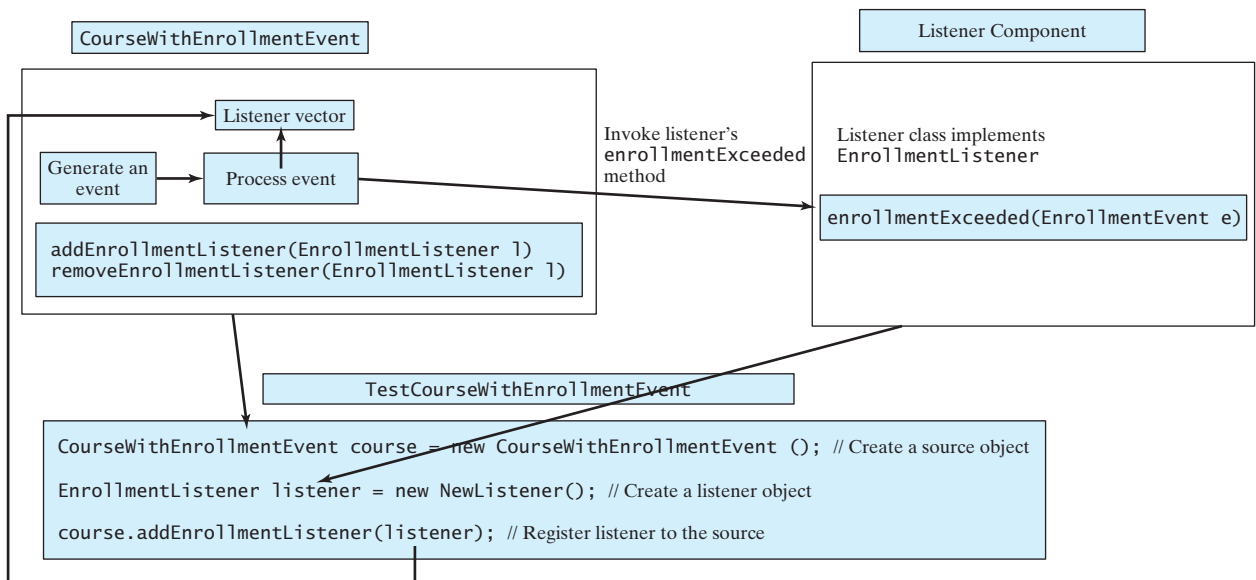 CourseWithEnrollmentEvent
Listener Component
Listener vector
Generate an
event
Process event
addEnrollmentListener(EnrollmentListener l)
removeEnrollmentListener(EnrollmentListener l)
Invoke listener's
enrollmentExceeded
method
Listener class implements
EnrollmentListener
enrollmentExceeded(EnrollmentEvent e)
TestCourseWithEnrollmentEvent
CourseWithEnrollmentEvent course = new CourseWithEnrollmentEvent (); // Create a source object
EnrollmentListener listener = new NewListener(); // Create a listener object
course.addEnrollmentListener(listener); // Register listener to the source